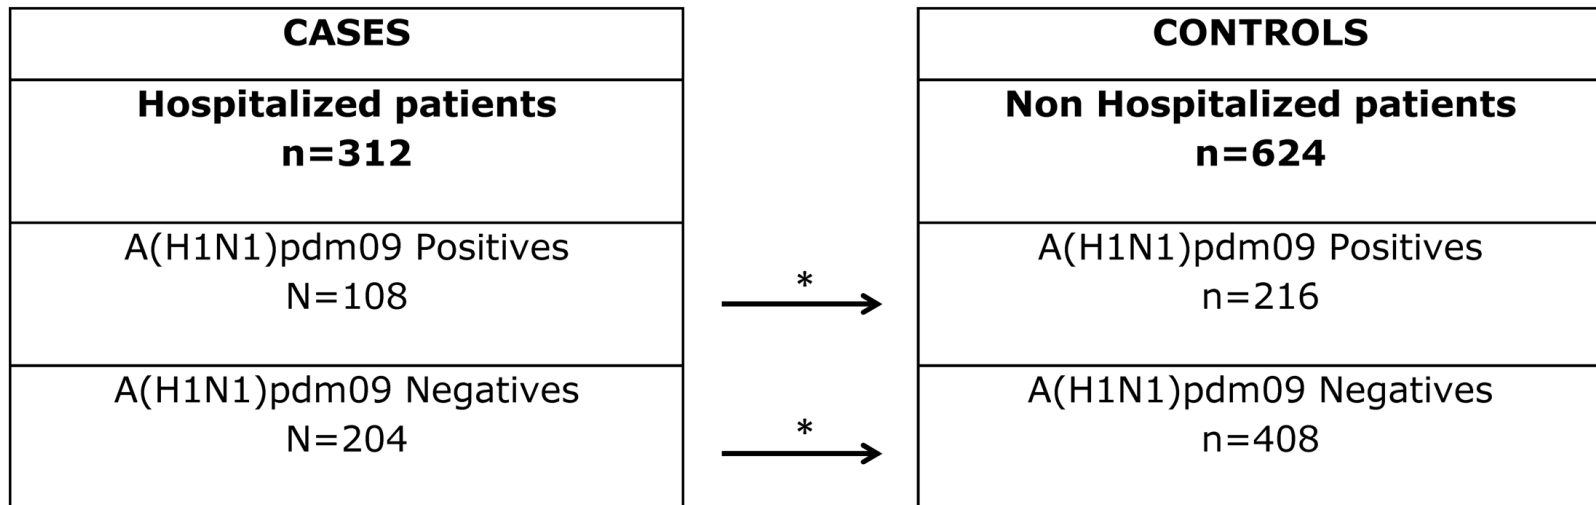 CASES
Hospitalized patients
n=312
A(H1N1)pdm09 Positives
N=108
A(H1N1)pdm09 Negatives
N=204
*
*
CONTROLS
Non Hospitalized patients
n=624
A(H1N1)pdm09 Positives
n=216
A(H1N1)pdm09 Negatives
n=408